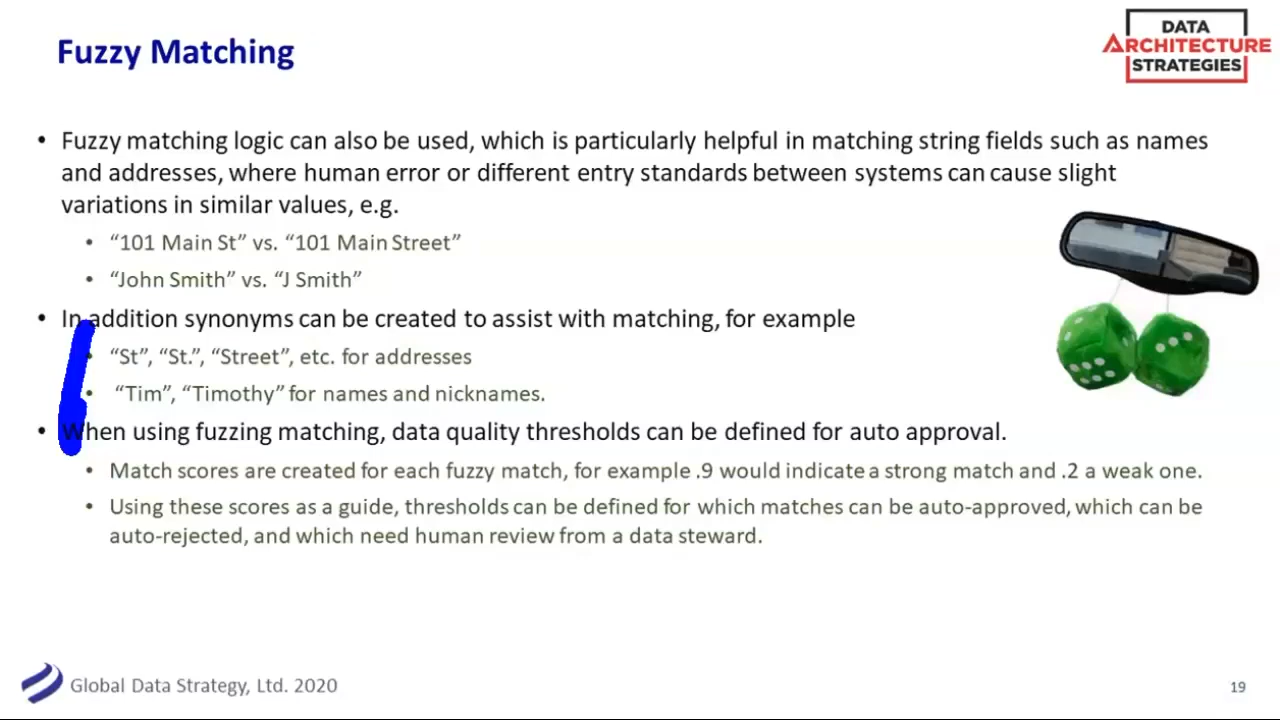 Fuzzy Matching
DATA
ARCHITECTURE
STRATEGIES
• Fuzzy matching logic can also be used, which is particularly helpful in matching string fields such as names
and addresses, where human error or different entry standards between systems can cause slight
variations in similar values, e.g.
• “101 Main St” vs. “101 Main Street”
• “John Smith” vs. “J Smith”
• In addition synonyms can be created to assist with matching, for example
• “St”, “St.”, “Street”, etc. for addresses
• “Tim”, “Timothy” for names and nicknames.
• When using fuzzing matching, data quality thresholds can be defined for auto approval.
• Match scores are created for each fuzzy match, for example .9 would indicate a strong match and .2 a weak one.
• Using these scores as a guide, thresholds can be defined for which matches can be auto-approved, which can be
auto-rejected, and which need human review from a data steward.
Global Data Strategy, Ltd. 2020
19